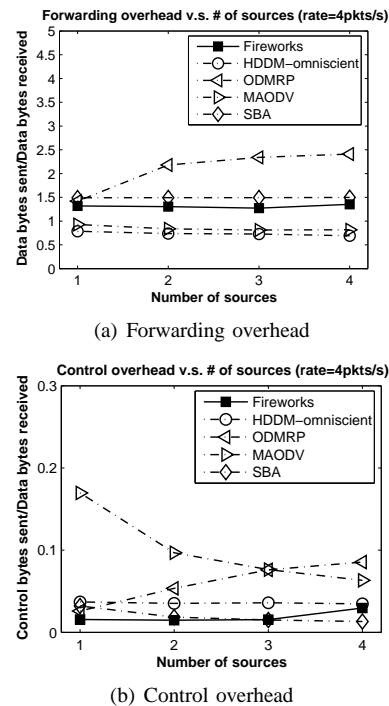 Forwarding overhead v.s. # of sources (rate=4pkts/s)
5
4.5
4
3.5
3
2.5
2
1.5
1
0.5
0
Data bytes sent/Data bytes received
Fireworks
HDDM-omniscient
ODMRP
MAODV
SBA
1 2 3 4
Number of sources
(a) Forwarding overhead
Control overhead v.s. # of sources (rate=4pkts/s)
0.3
0.2
0.1
0
Control bytes sent/Data bytes received
Fireworks
HDDM-omniscient
ODMRP
MAODV
SBA
1 2 3 4
Number of sources
(b) Control overhead